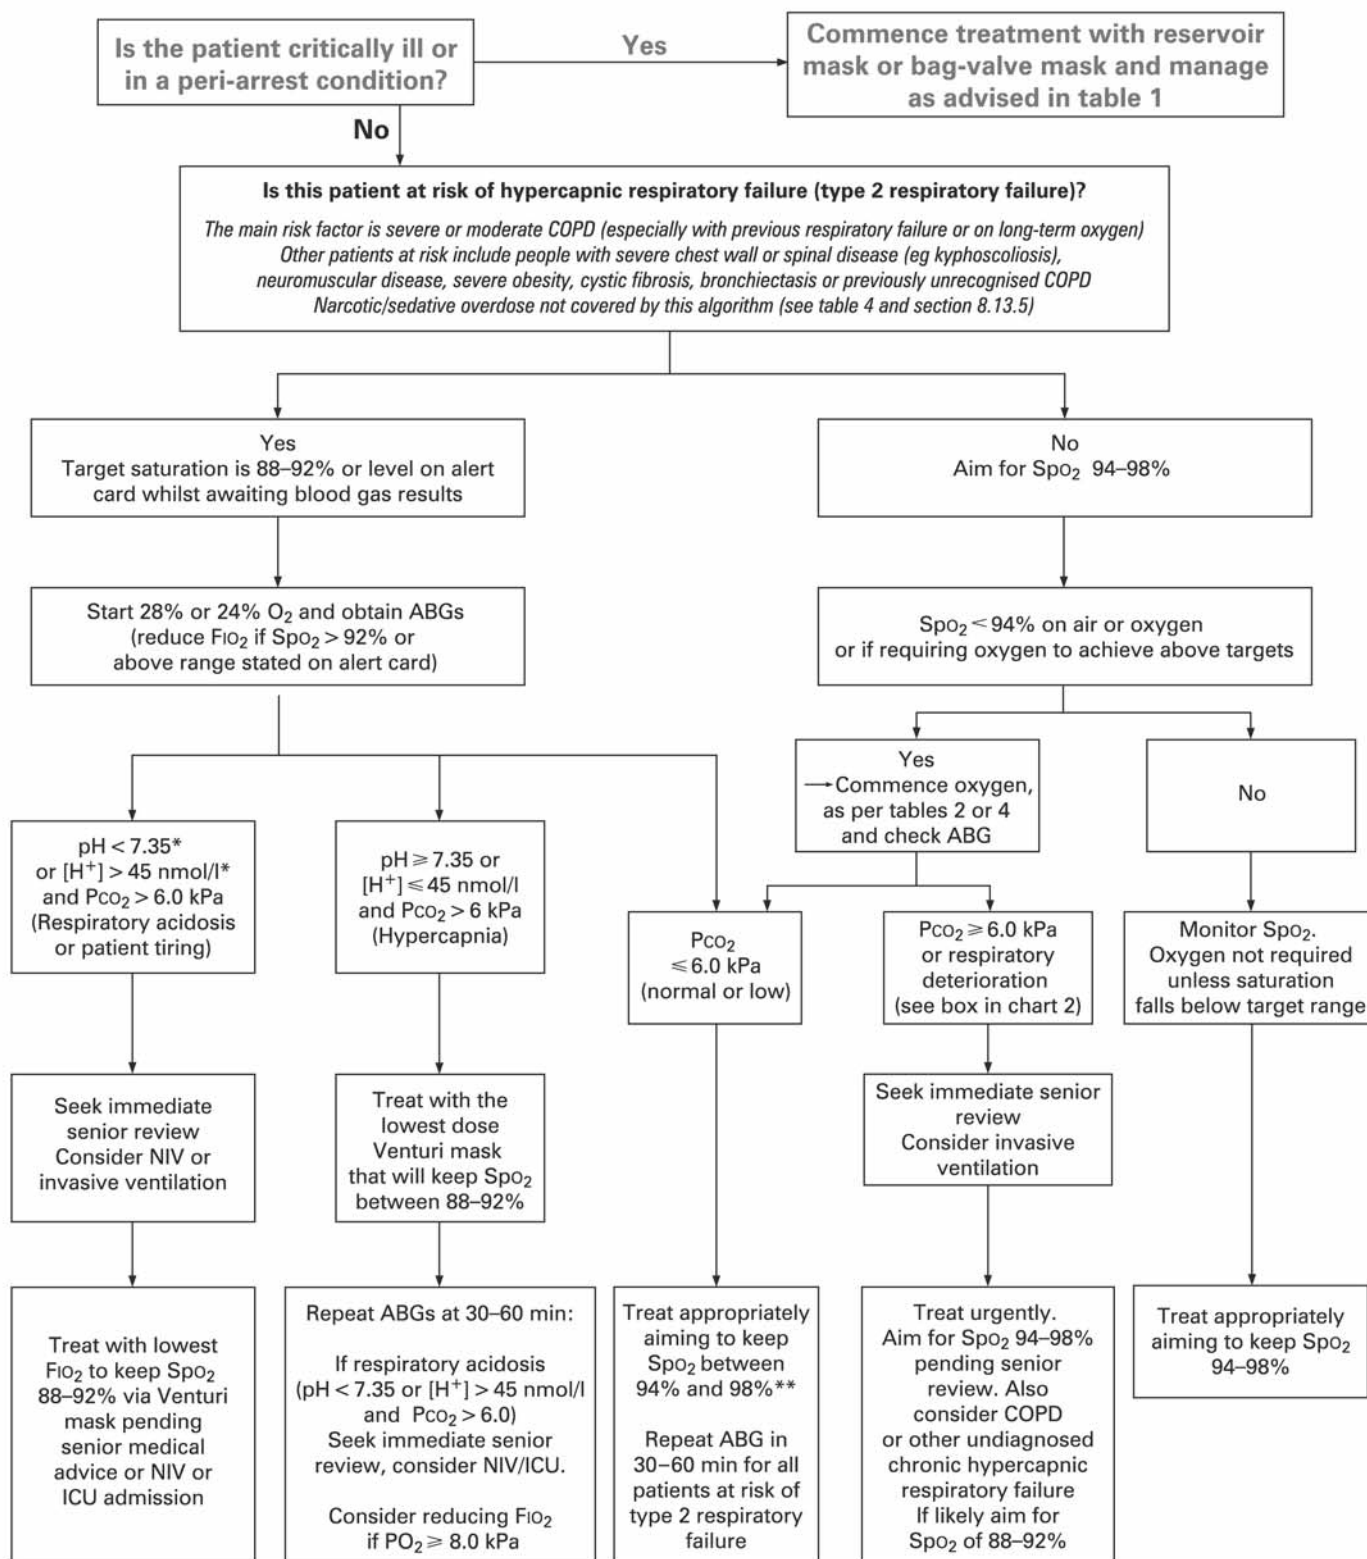 Is the patient critically ill or
in a peri-arrest condition?
Yes
Commence treatment with reservoir
mask or bag-valve mask and manage
as advised in table 1
No
Is this patient at risk of hypercapnic respiratory failure (type 2 respiratory failure)?
The main risk factor is severe or moderate COPD (especially with previous respiratory failure or on long-term oxygen)
Other patients at risk include people with severe chest wall or spinal disease (eg kyphoscoliosis),
neuromuscular disease, severe obesity, cystic fibrosis, bronchiectasis or previously unrecognised COPD
Narcotic/sedative overdose not covered by this algorithm (see table 4 and section 8.13.5)
Yes
Target saturation is 88–92% or level on alert
card whilst awaiting blood gas results
No
Aim for SpO₂ 94–98%
Start 28% or 24% O₂ and obtain ABGs
(reduce FIO₂ if SpO₂ > 92% or
above range stated on alert card)
SpO₂ < 94% on air or oxygen
or if requiring oxygen to achieve above targets
Yes
→Commence oxygen,
as per tables 2 or 4
and check ABG
No
pH < 7.35*
or [H⁺] > 45 nmol/l*
and PCO₂ > 6.0 kPa
(Respiratory acidosis
or patient tiring)
pH ⩾ 7.35 or
[H⁺] ⩽ 45 nmol/l
and PCO₂ > 6 kPa
(Hypercapnia)
PCO₂
⩽ 6.0 kPa
(normal or low)
PCO₂ ⩾ 6.0 kPa
or respiratory
deterioration
(see box in chart 2)
Monitor SpO₂.
Oxygen not required
unless saturation
falls below target range
Seek immediate
senior review
Consider NIV or
invasive ventilation
Treat with the
lowest dose
Venturi mask
that will keep SpO₂
between 88–92%
Seek immediate senior
review
Consider invasive
ventilation
Treat with lowest
FIO₂ to keep SpO₂
88–92% via Venturi
mask pending
senior medical
advice or NIV or
ICU admission
Repeat ABGs at 30–60 min:
If respiratory acidosis
(pH < 7.35 or [H⁺] > 45 nmol/l
and PCO₂ > 6.0)
Seek immediate senior
review, consider NIV/ICU.
Consider reducing FIO₂
if PO₂ ⩾ 8.0 kPa
Treat appropriately
aiming to keep
SpO₂ between
94% and 98%**
Repeat ABG in
30–60 min for all
patients at risk of
type 2 respiratory
failure
Treat urgently.
Aim for SpO₂ 94–98%
pending senior
review. Also
consider COPD
or other undiagnosed
chronic hypercapnic
respiratory failure
If likely aim for
SpO₂ of 88–92%
Treat appropriately
aiming to keep SpO₂
94–98%